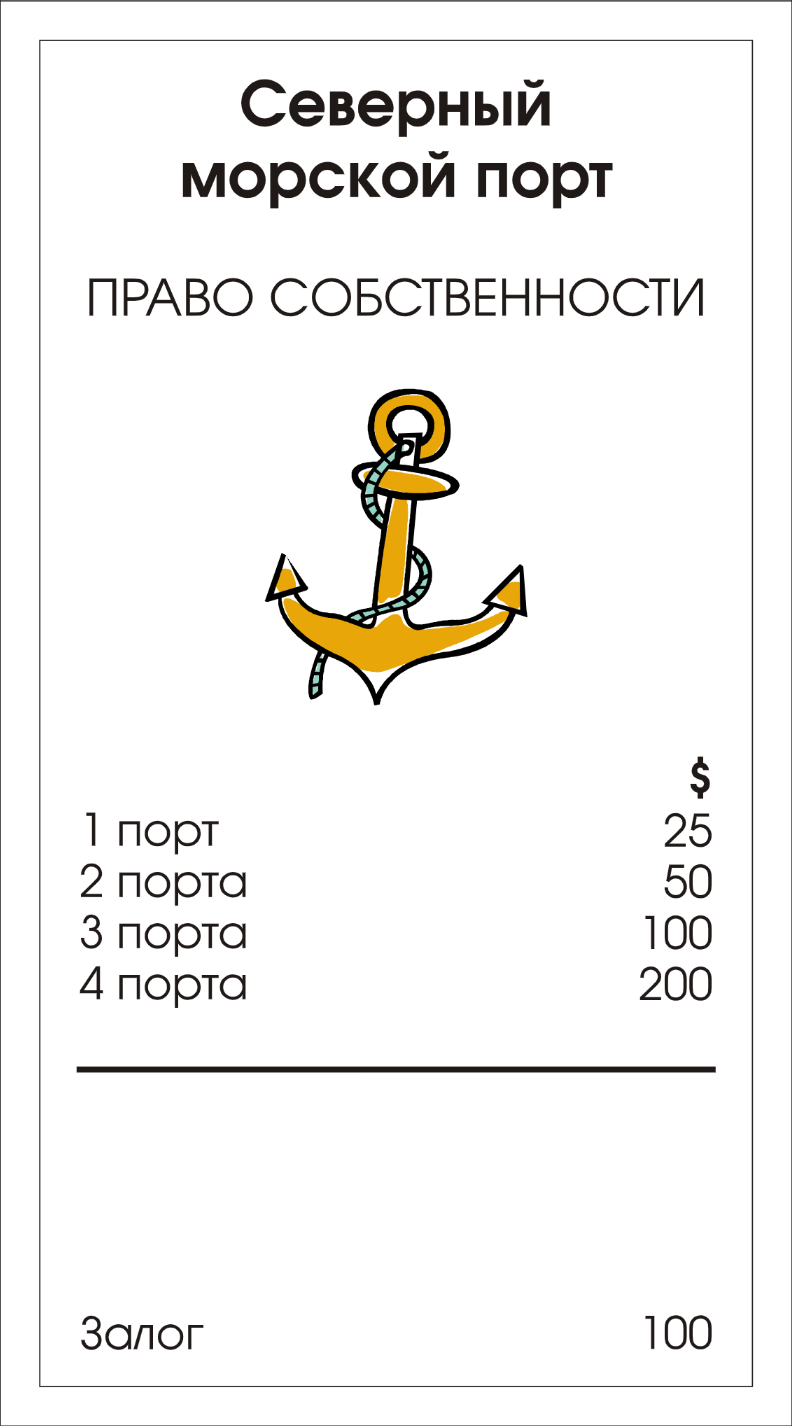 Северный
морской порт
ПРАВО СОБСТВЕННОСТИ
$
1 порт 25
2 порта 50
3 порта 100
4 порта 200
Залог 100